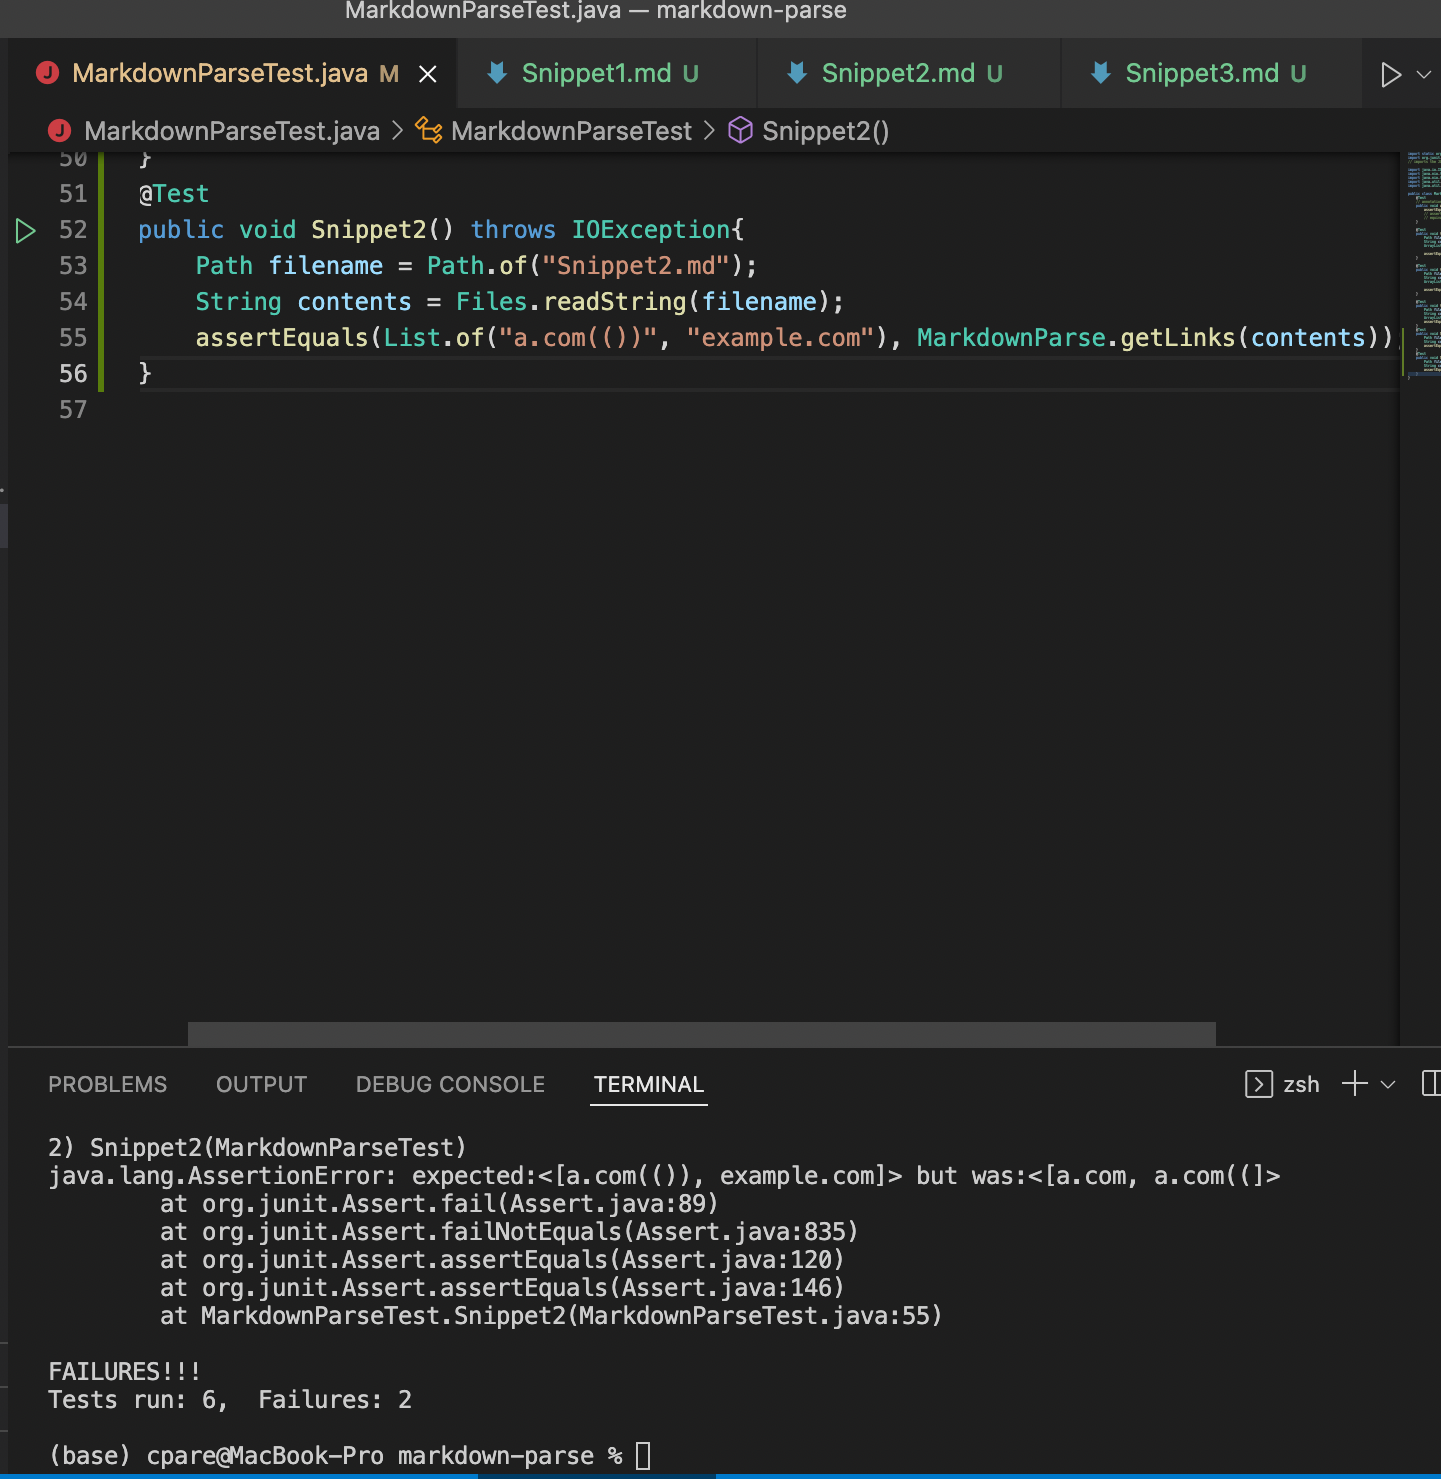 MarkdownParseTest.java — markdown-parse
MarkdownParseTest.java M
Snippet1.md U
Snippet2.md U
Snippet3.md U
MarkdownParseTest.java > MarkdownParseTest > Snippet2()
50 }
51 @Test
52 public void Snippet2() throws IOException{
53 Path filename = Path.of("Snippet2.md");
54 String contents = Files.readString(filename);
55 assertEquals(List.of("a.com(())", "example.com"), MarkdownParse.getLinks(contents));
56 }
57
PROBLEMS OUTPUT DEBUG CONSOLE TERMINAL zsh
2) Snippet2(MarkdownParseTest)
java.lang.AssertionError: expected:<[a.com(()), example.com]> but was:<[a.com, a.com((]>
at org.junit.Assert.fail(Assert.java:89)
at org.junit.Assert.failNotEquals(Assert.java:835)
at org.junit.Assert.assertEquals(Assert.java:120)
at org.junit.Assert.assertEquals(Assert.java:146)
at MarkdownParseTest.Snippet2(MarkdownParseTest.java:55)
FAILURES!!!
Tests run: 6,  Failures: 2
(base) cpare@MacBook-Pro markdown-parse %